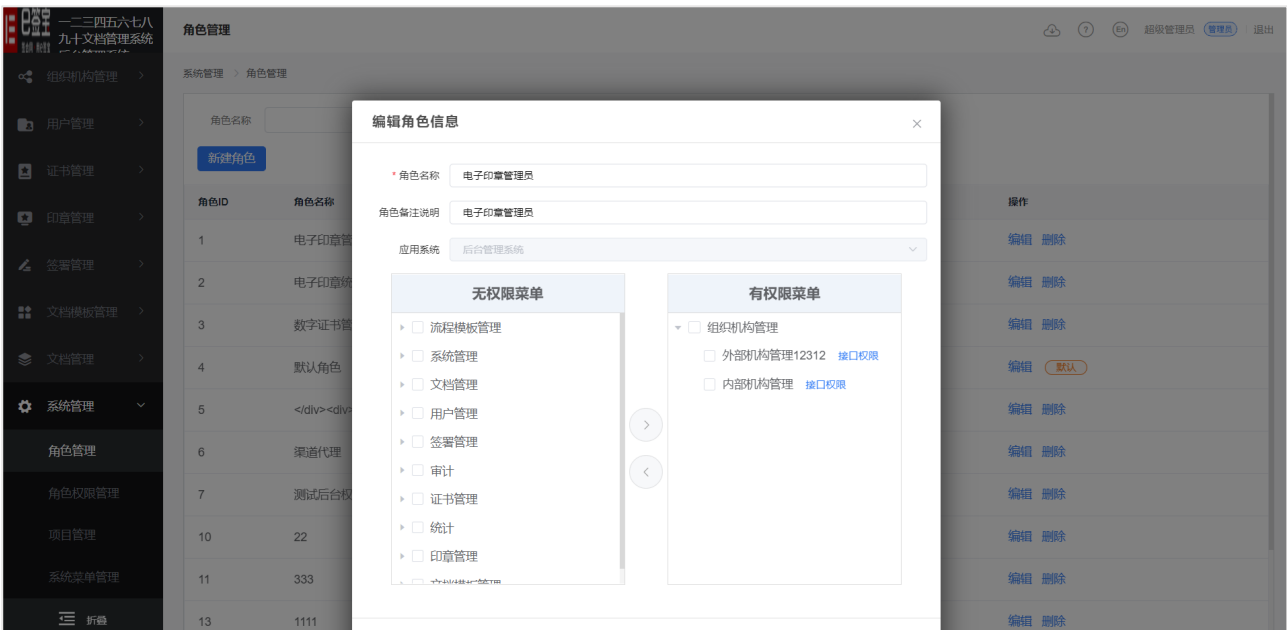 E签宝
一二三四五六七八
九十文档管理系统
角色管理
超级管理员 管理员 退出
En
系统管理 > 角色管理
组织机构管理
用户管理
证书管理
印章管理
签署管理
文档模板管理
文档管理
系统管理
角色管理
角色权限管理
项目管理
系统菜单管理
折叠
角色名称
新建角色
角色ID 角色名称 操作
1 电子印章管 编辑 删除
2 电子印章统 编辑 删除
3 数字证书管 编辑 删除
4 默认角色 编辑 默认
5 </div><div> 编辑 删除
6 渠道代理 编辑 删除
7 测试后台权 编辑 删除
10 22 编辑 删除
11 333 编辑 删除
13 1111 编辑 删除
编辑角色信息
* 角色名称 电子印章管理员
角色备注说明 电子印章管理员
应用系统 后台管理系统
无权限菜单
流程模板管理
系统管理
文档管理
用户管理
签署管理
审计
证书管理
统计
印章管理
文档模板管理
有权限菜单
组织机构管理
外部机构管理12312 接口权限
内部机构管理 接口权限